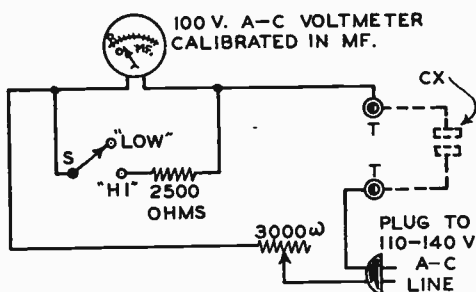 100 V. A-C VOLTMETER
CALIBRATED IN MF.
MF.
CX
"LOW"
S
T
"HI"
2500
OHMS
T
3000ω
PLUG TO
110-140 V
A-C
LINE